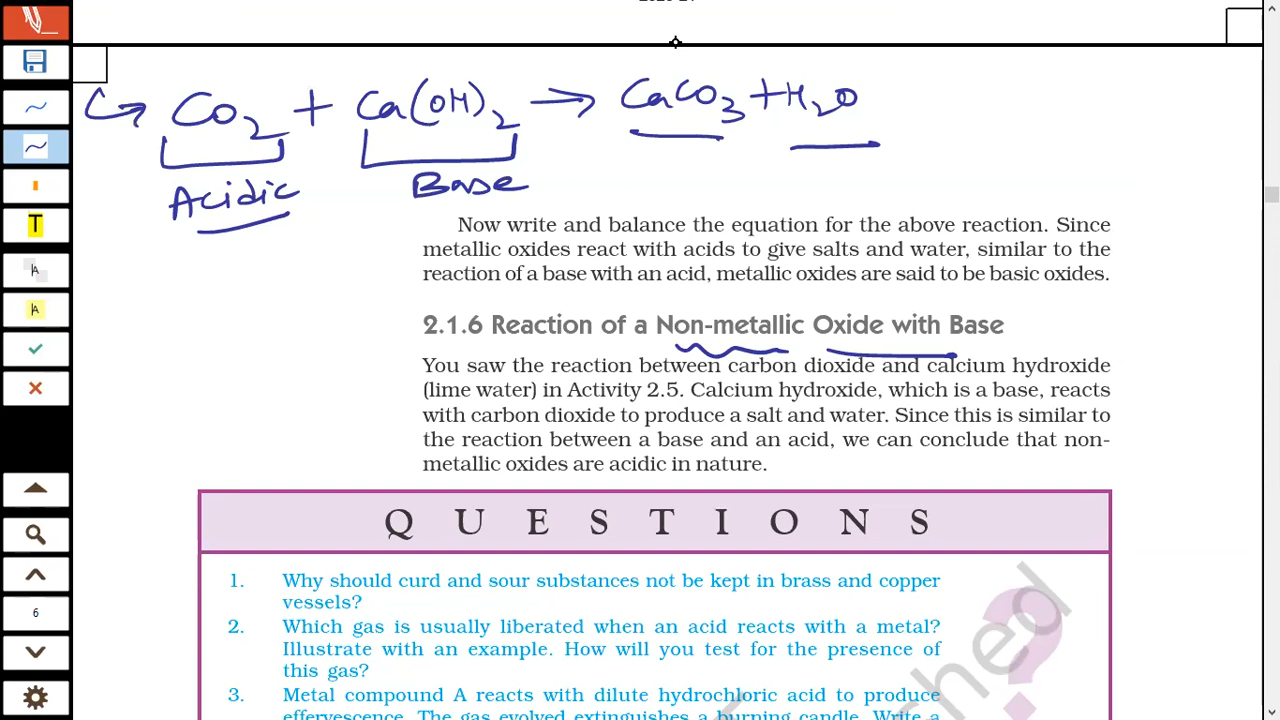 CO2 + Ca(OH)2 → CaCO3 + H2O
Acidic Base
Now write and balance the equation for the above reaction. Since
metallic oxides react with acids to give salts and water, similar to the
reaction of a base with an acid, metallic oxides are said to be basic oxides.
2.1.6 Reaction of a Non-metallic Oxide with Base
You saw the reaction between carbon dioxide and calcium hydroxide
(lime water) in Activity 2.5. Calcium hydroxide, which is a base, reacts
with carbon dioxide to produce a salt and water. Since this is similar to
the reaction between a base and an acid, we can conclude that non-
metallic oxides are acidic in nature.
QUESTIONS
1. Why should curd and sour substances not be kept in brass and copper
vessels?
2. Which gas is usually liberated when an acid reacts with a metal?
Illustrate with an example. How will you test for the presence of
this gas?
3. Metal compound A reacts with dilute hydrochloric acid to produce
effervescence. The gas evolved extinguishes a burning candle. Write a
T
A
A
6